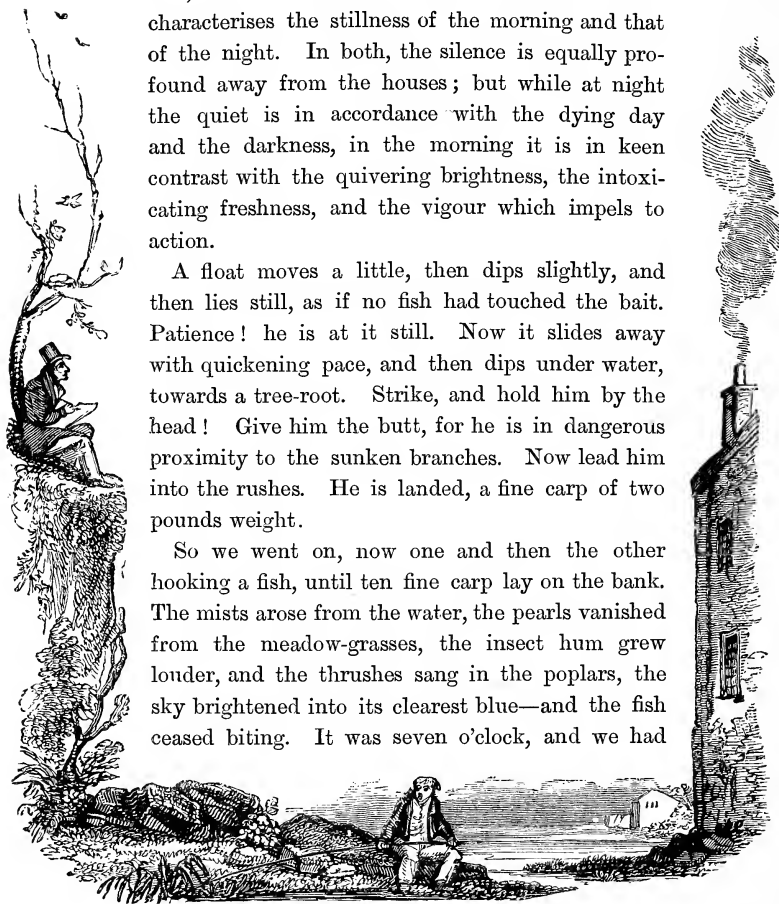 characterises the stillness of the morning and that
of the night. In both, the silence is equally pro-
found away from the houses; but while at night
the quiet is in accordance with the dying day
and the darkness, in the morning it is in keen
contrast with the quivering brightness, the intoxi-
cating freshness, and the vigour which impels to
action.
A float moves a little, then dips slightly, and
then lies still, as if no fish had touched the bait.
Patience! he is at it still. Now it slides away
with quickening pace, and then dips under water,
towards a tree-root. Strike, and hold him by the
head! Give him the butt, for he is in dangerous
proximity to the sunken branches. Now lead him
into the rushes. He is landed, a fine carp of two
pounds weight.
So we went on, now one and then the other
hooking a fish, until ten fine carp lay on the bank.
The mists arose from the water, the pearls vanished
from the meadow-grasses, the insect hum grew
louder, and the thrushes sang in the poplars, the
sky brightened into its clearest blue—and the fish
ceased biting. It was seven o'clock, and we had